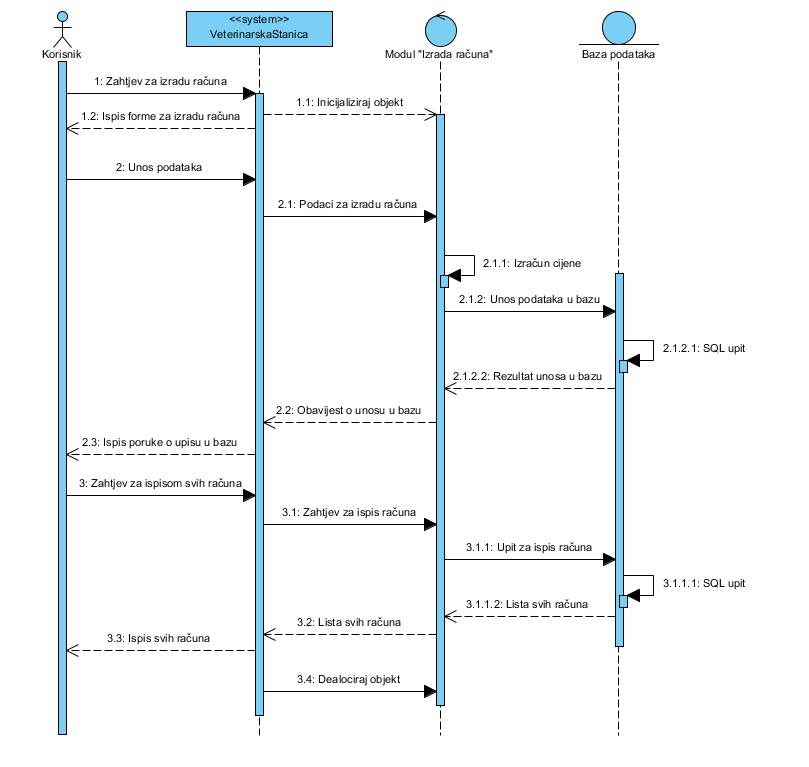 <<system>>
VeterinarskaStanica
Korisnik
Modul "Izrada računa"
Baza podataka
1: Zahtjev za izradu računa
1.1: Inicijaliziraj objekt
1.2: Ispis forme za izradu računa
2: Unos podataka
2.1: Podaci za izradu računa
2.1.1: Izračun cijene
2.1.2: Unos podataka u bazu
2.1.2.1: SQL upit
2.1.2.2: Rezultat unosa u bazu
2.2: Obavijest o unosu u bazu
2.3: Ispis poruke o upisu u bazu
3: Zahtjev za ispisom svih računa
3.1: Zahtjev za ispis računa
3.1.1: Upit za ispis računa
3.1.1.1: SQL upit
3.1.1.2: Lista svih računa
3.2: Lista svih računa
3.3: Ispis svih računa
3.4: Dealociraj objekt